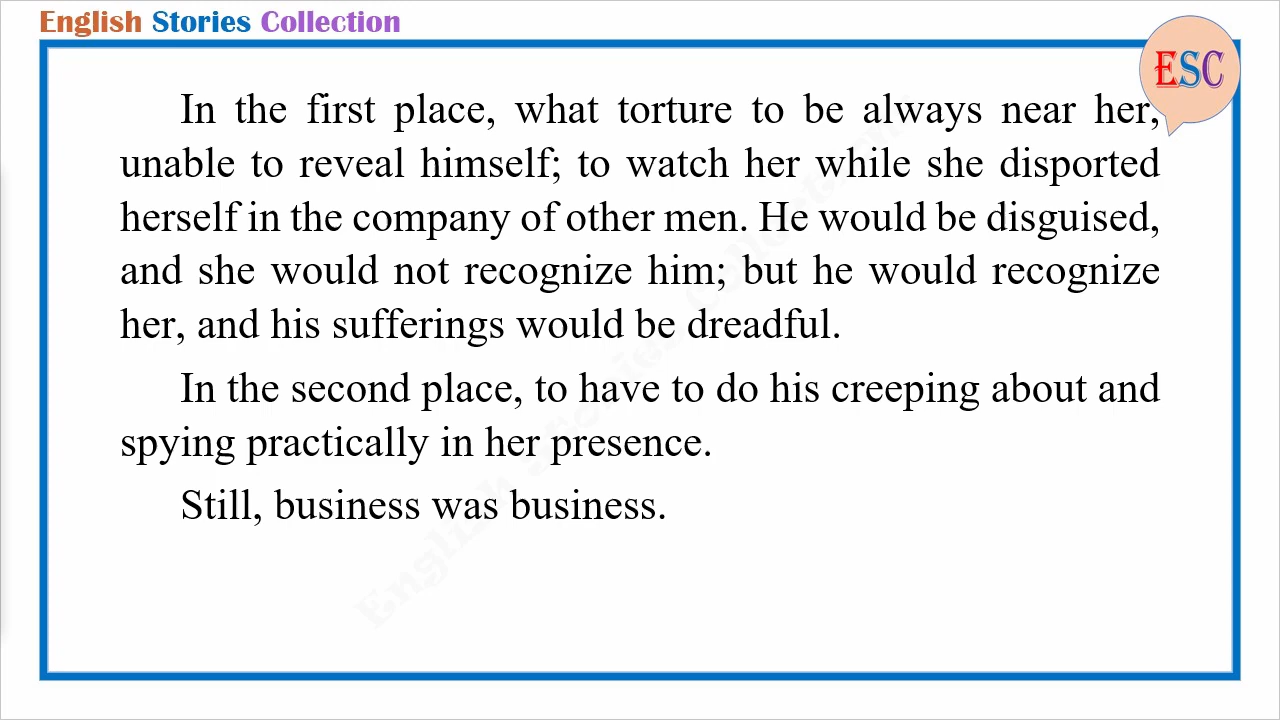 English Stories Collection
ESC
In the first place, what torture to be always near her,
unable to reveal himself; to watch her while she disported
herself in the company of other men. He would be disguised,
and she would not recognize him; but he would recognize
her, and his sufferings would be dreadful.
In the second place, to have to do his creeping about and
spying practically in her presence.
Still, business was business.
English Stories Collection